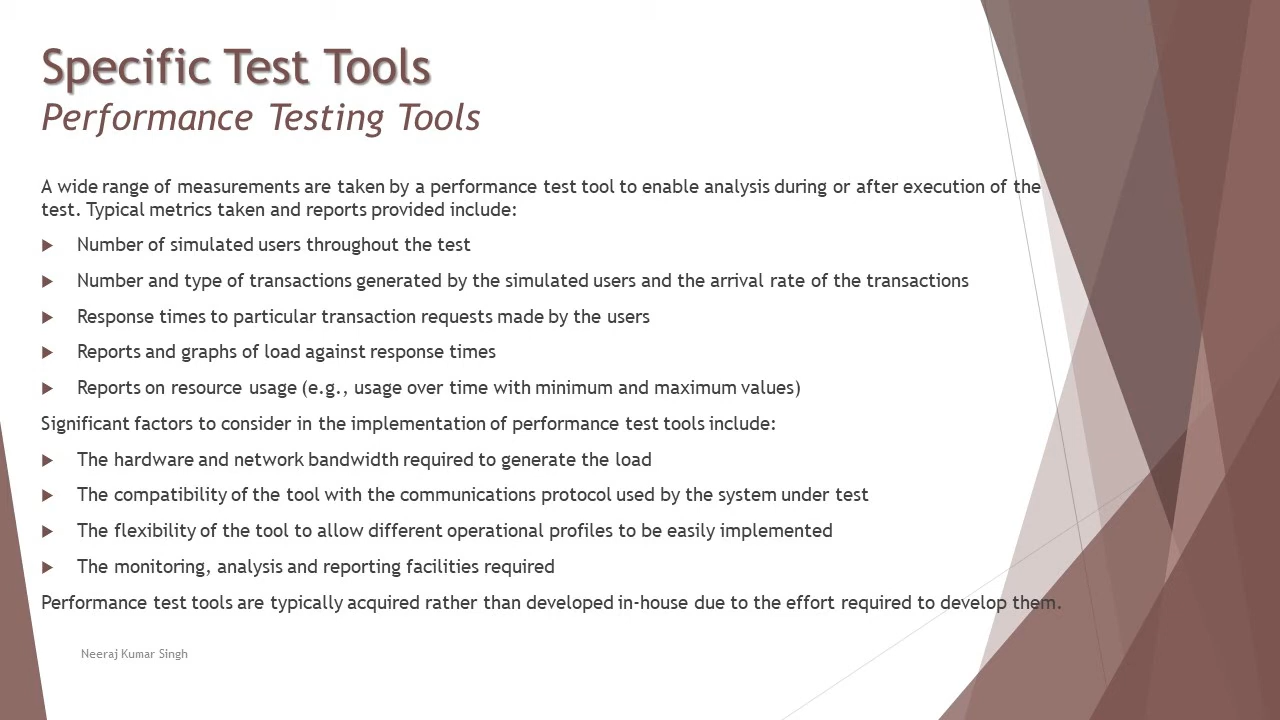 Specific Test Tools
Performance Testing Tools
A wide range of measurements are taken by a performance test tool to enable analysis during or after execution of the
test. Typical metrics taken and reports provided include:
Number of simulated users throughout the test
Number and type of transactions generated by the simulated users and the arrival rate of the transactions
Response times to particular transaction requests made by the users
Reports and graphs of load against response times
Reports on resource usage (e.g., usage over time with minimum and maximum values)
Significant factors to consider in the implementation of performance test tools include:
The hardware and network bandwidth required to generate the load
The compatibility of the tool with the communications protocol used by the system under test
The flexibility of the tool to allow different operational profiles to be easily implemented
The monitoring, analysis and reporting facilities required
Performance test tools are typically acquired rather than developed in-house due to the effort required to develop them.
Neeraj Kumar Singh